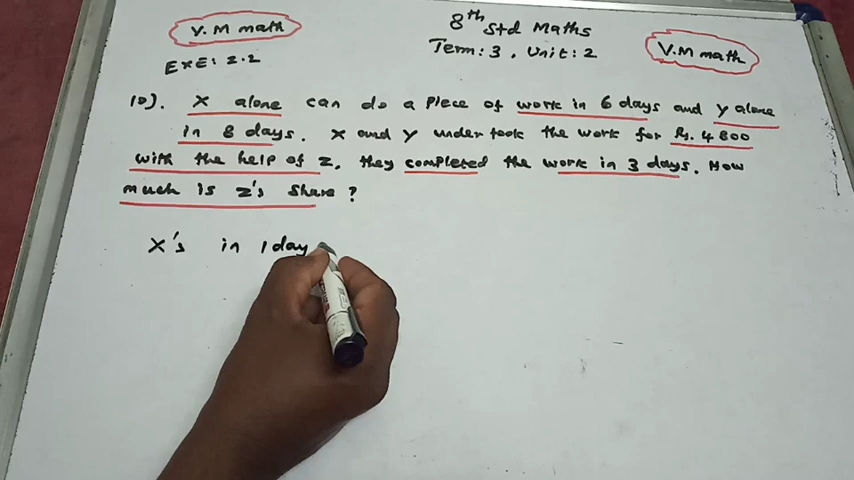 V.M math
8th Std Maths
Term: 3, Unit: 2
V.M math
EXE: 2.2
10). X alone can do a piece of work in 6 days and Y alone
in 8 days. X and Y undertook the work for Rs. 4800
with the help of Z, they completed the work in 3 days. How
much is Z's share?
X's in 1 day